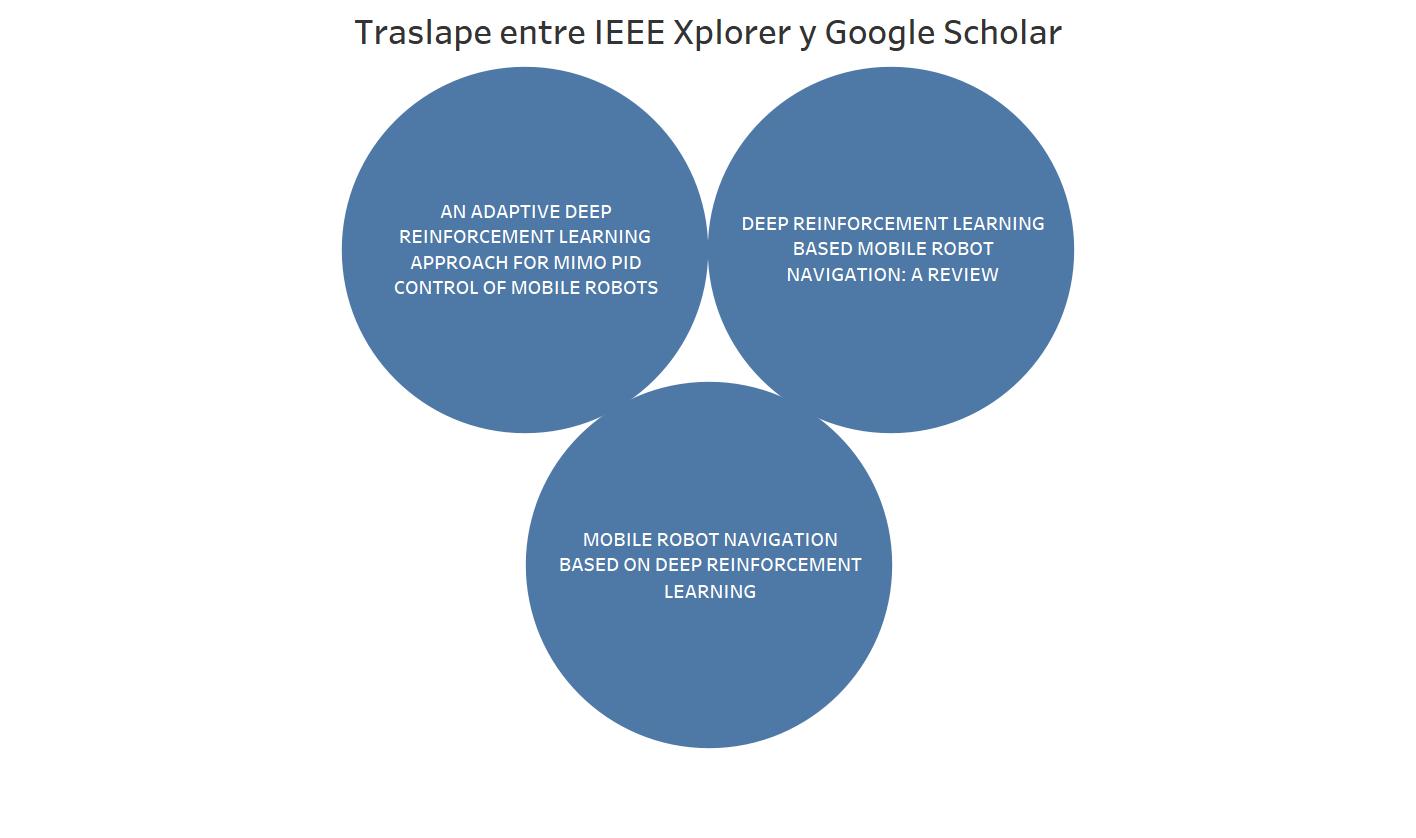 Traslape entre IEEE Xplorer y Google Scholar
AN ADAPTIVE DEEP
REINFORCEMENT LEARNING
APPROACH FOR MIMO PID
CONTROL OF MOBILE ROBOTS
DEEP REINFORCEMENT LEARNING
BASED MOBILE ROBOT
NAVIGATION: A REVIEW
MOBILE ROBOT NAVIGATION
BASED ON DEEP REINFORCEMENT
LEARNING